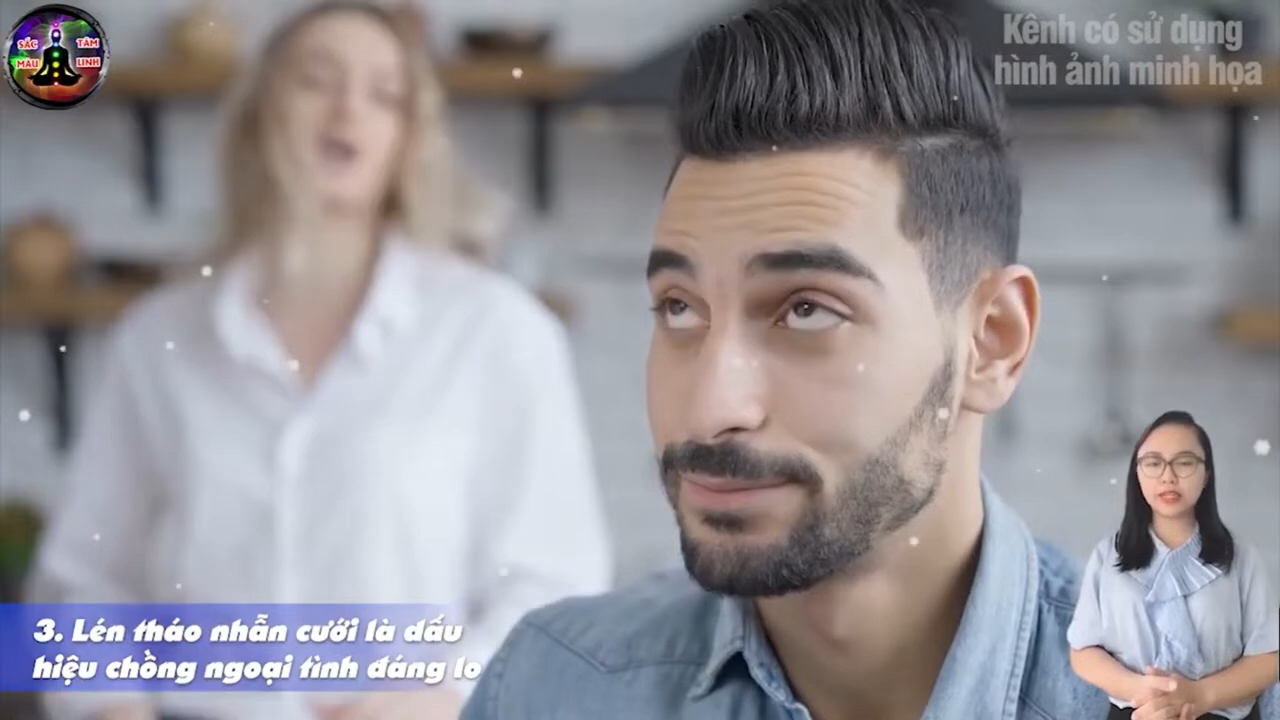 SẮC TÂM
MÀU LINH
Kênh có sử dụng
hình ảnh minh họa
3. Lén tháo nhẫn cưới là dấu
hiệu chồng ngoại tình đáng lo